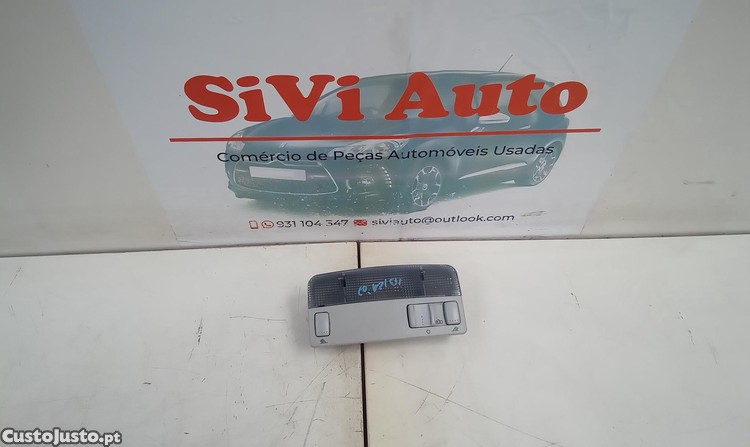 SiVi Auto
Comércio de Peças Automóveis Usadas
931 104 347 siviauto@outlook.com
CustoJusto.pt